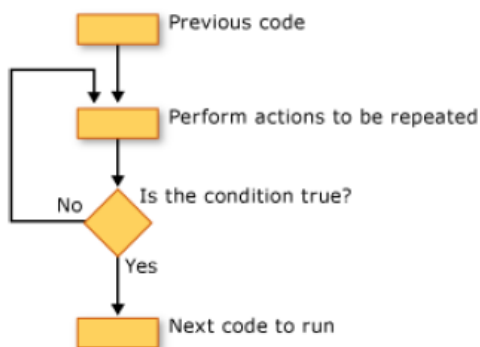 Previous code
Perform actions to be repeated
Is the condition true?
No
Yes
Next code to run